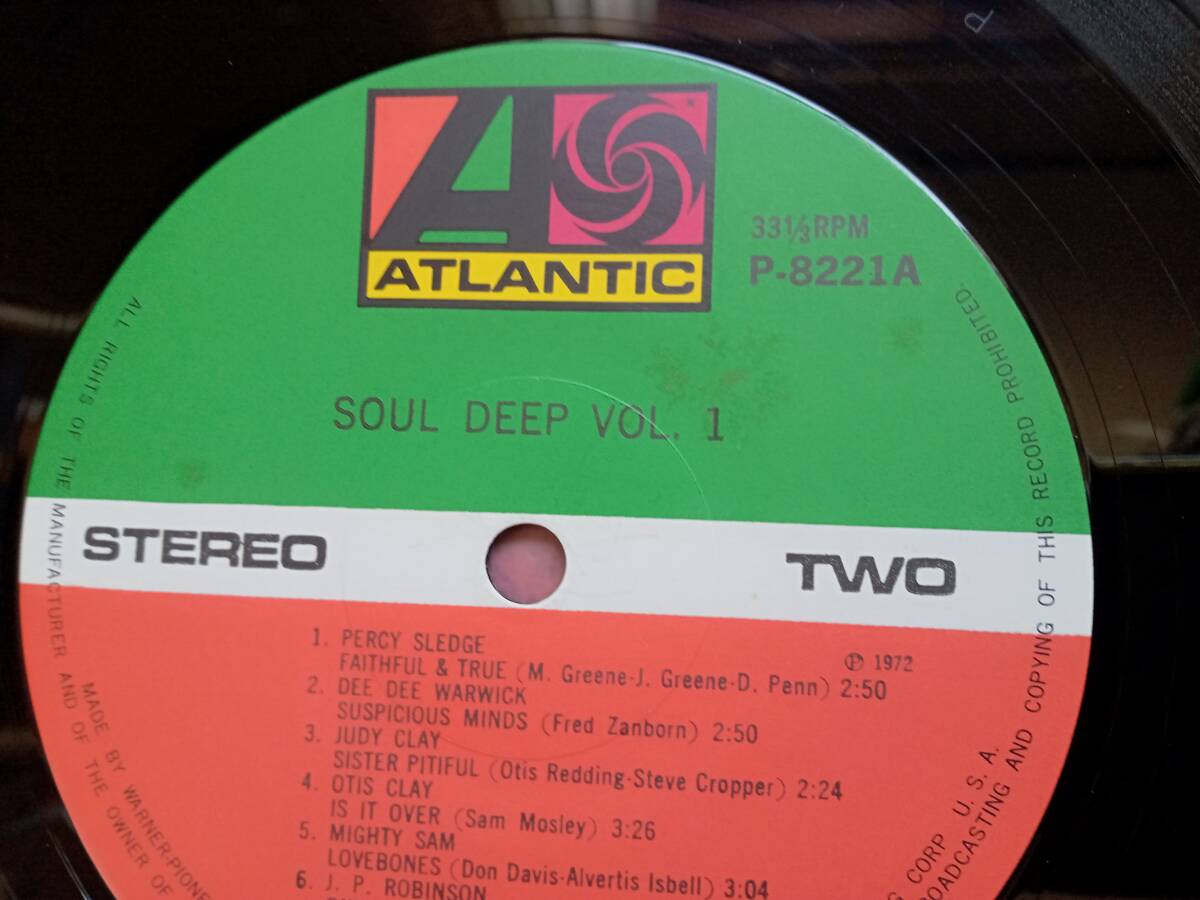 ATLANTIC
33⅓ RPM
P-8221A
SOUL DEEP VOL. 1
STEREO
TWO
1. PERCY SLEDGE
℗ 1972
FAITHFUL & TRUE (M. Greene-J. Greene-D. Penn) 2:50
2. DEE DEE WARWICK
SUSPICIOUS MINDS (Fred Zanborn) 2:50
3. JUDY CLAY
SISTER PITIFUL (Otis Redding-Steve Cropper) 2:24
4. OTIS CLAY
IS IT OVER (Sam Mosley) 3:26
5. MIGHTY SAM
LOVEBONES (Don Davis-Alvertis Isbell) 3:04
6. J. P. ROBINSON
ALL RIGHTS OF THE MANUFACTURER AND OF THE OWNER OF
MADE BY WARNER-PIONE
G CORP U. S. A.
ROADCASTING AND COPYING OF THIS RECORD PROHIBITED.